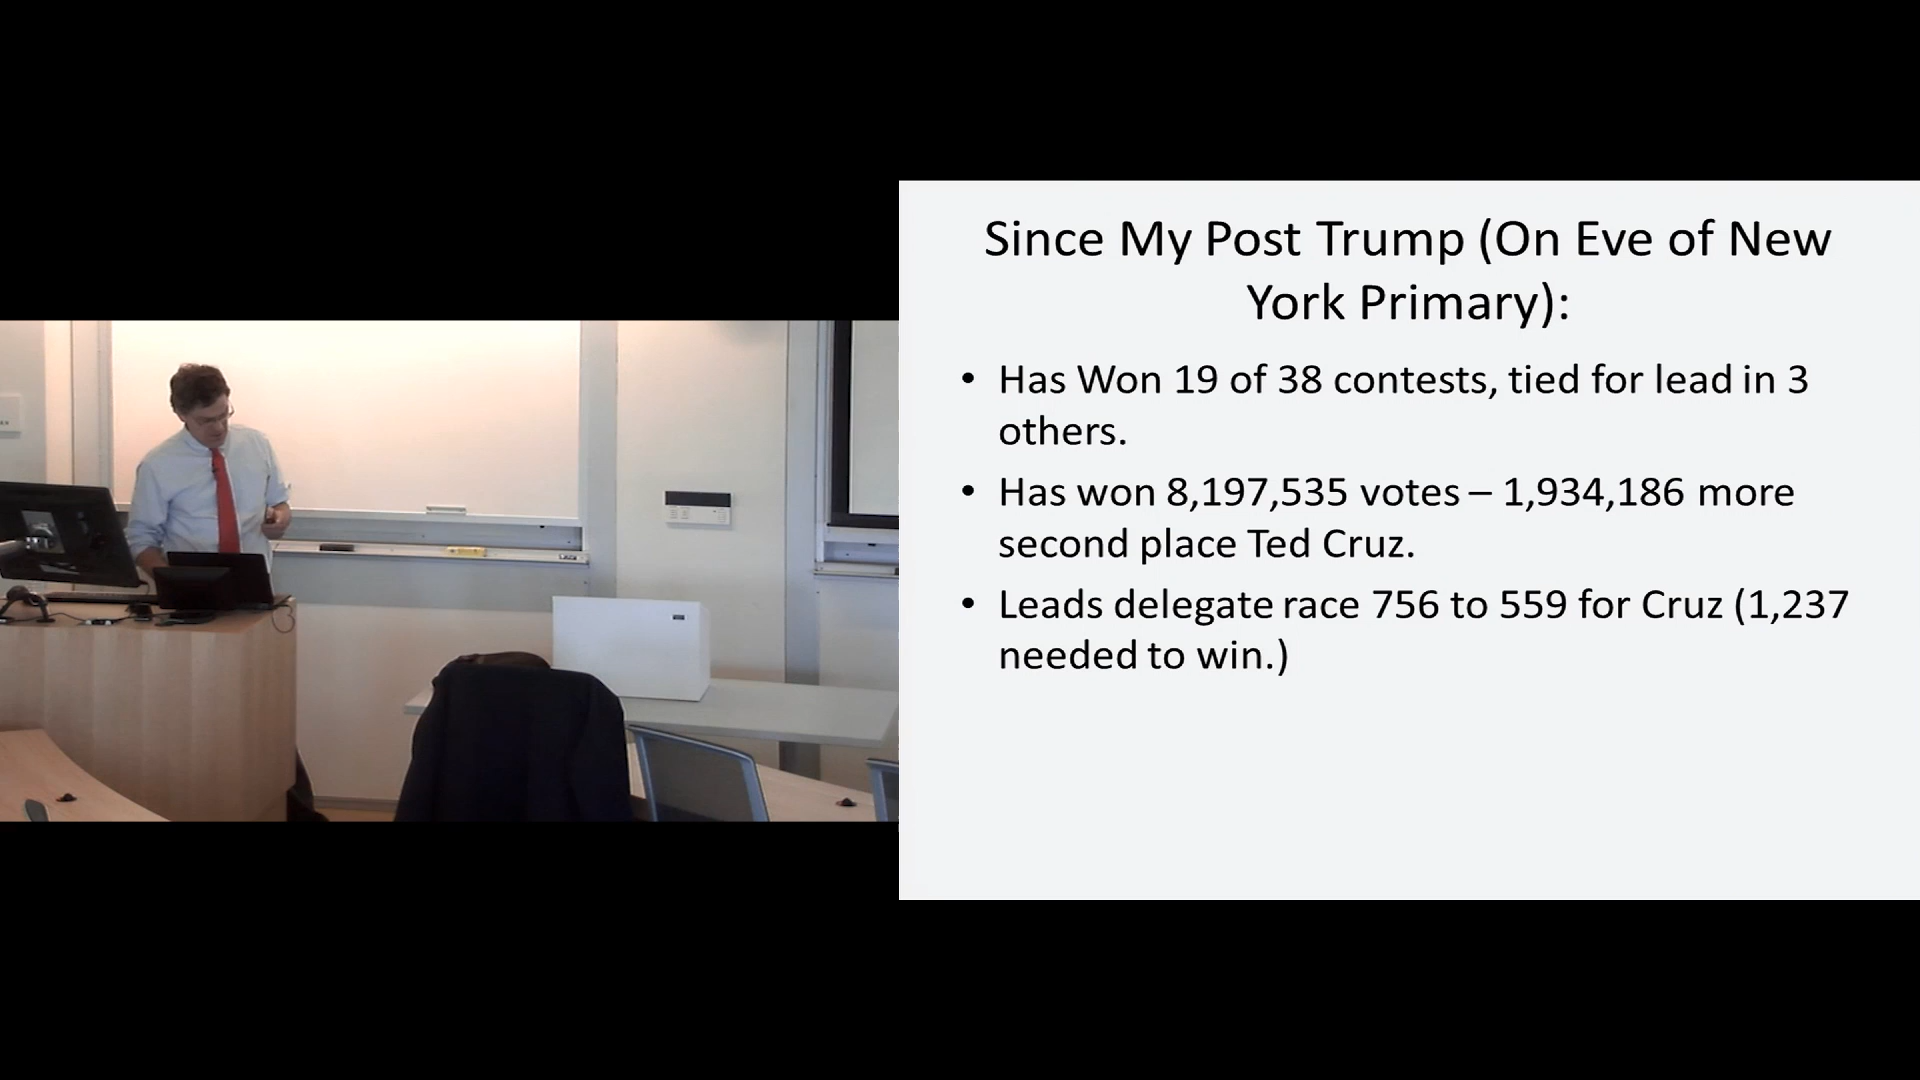 Since My Post Trump (On Eve of New
York Primary):
• Has Won 19 of 38 contests, tied for lead in 3
others.
• Has won 8,197,535 votes – 1,934,186 more
second place Ted Cruz.
• Leads delegate race 756 to 559 for Cruz (1,237
needed to win.)